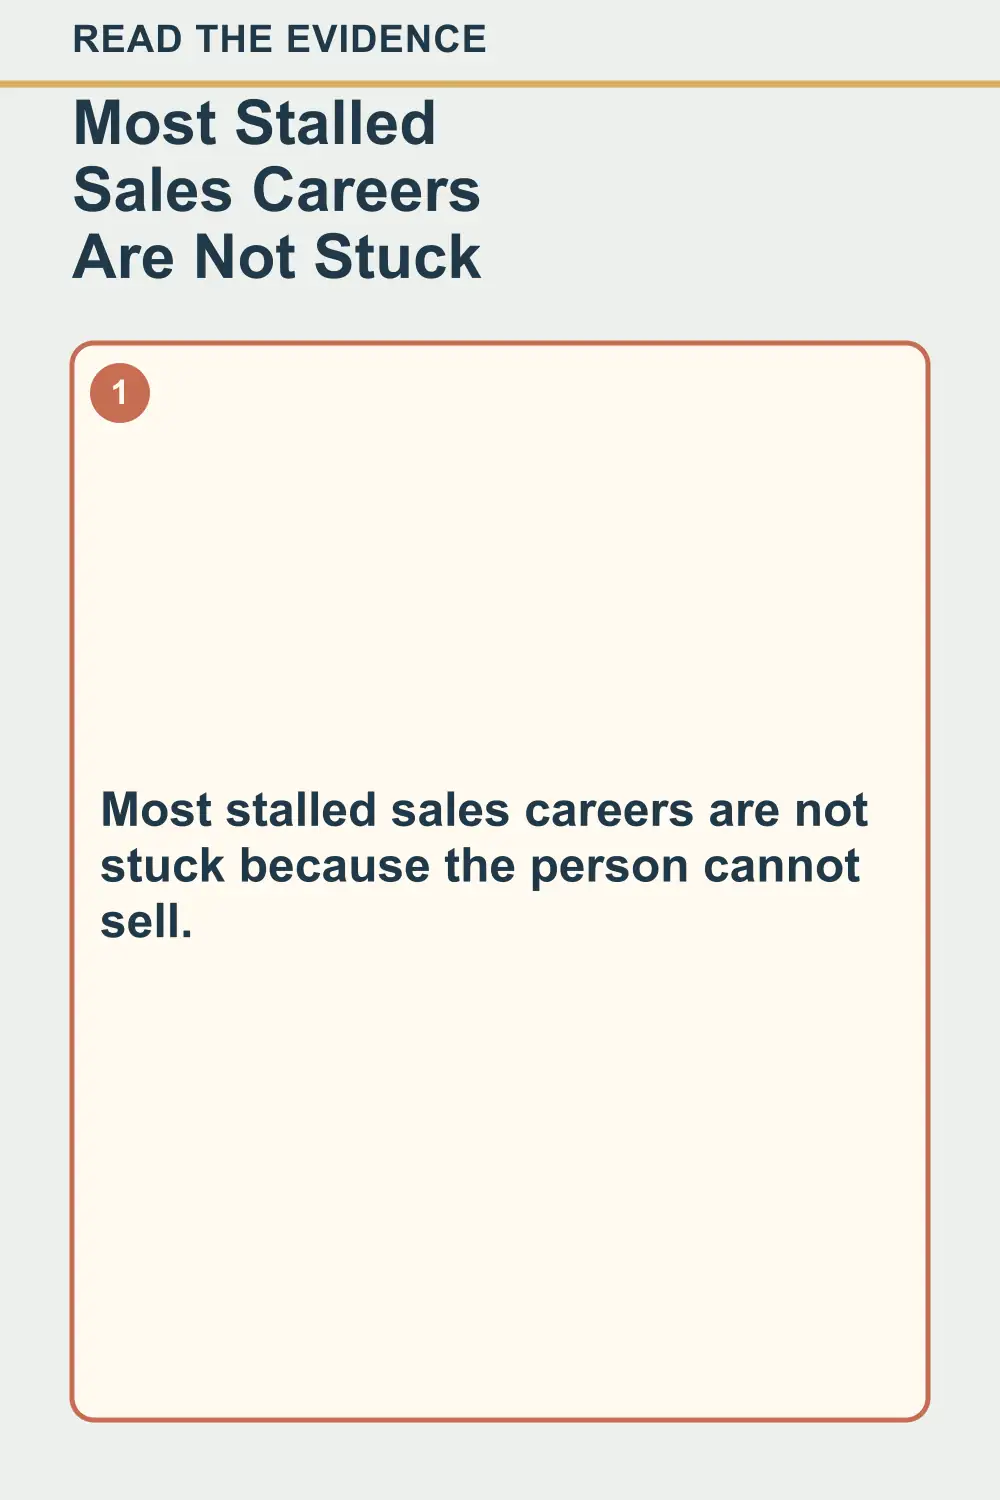 READ THE EVIDENCE
Most Stalled
Sales Careers
Are Not Stuck
1
Most stalled sales careers are not
stuck because the person cannot
sell.